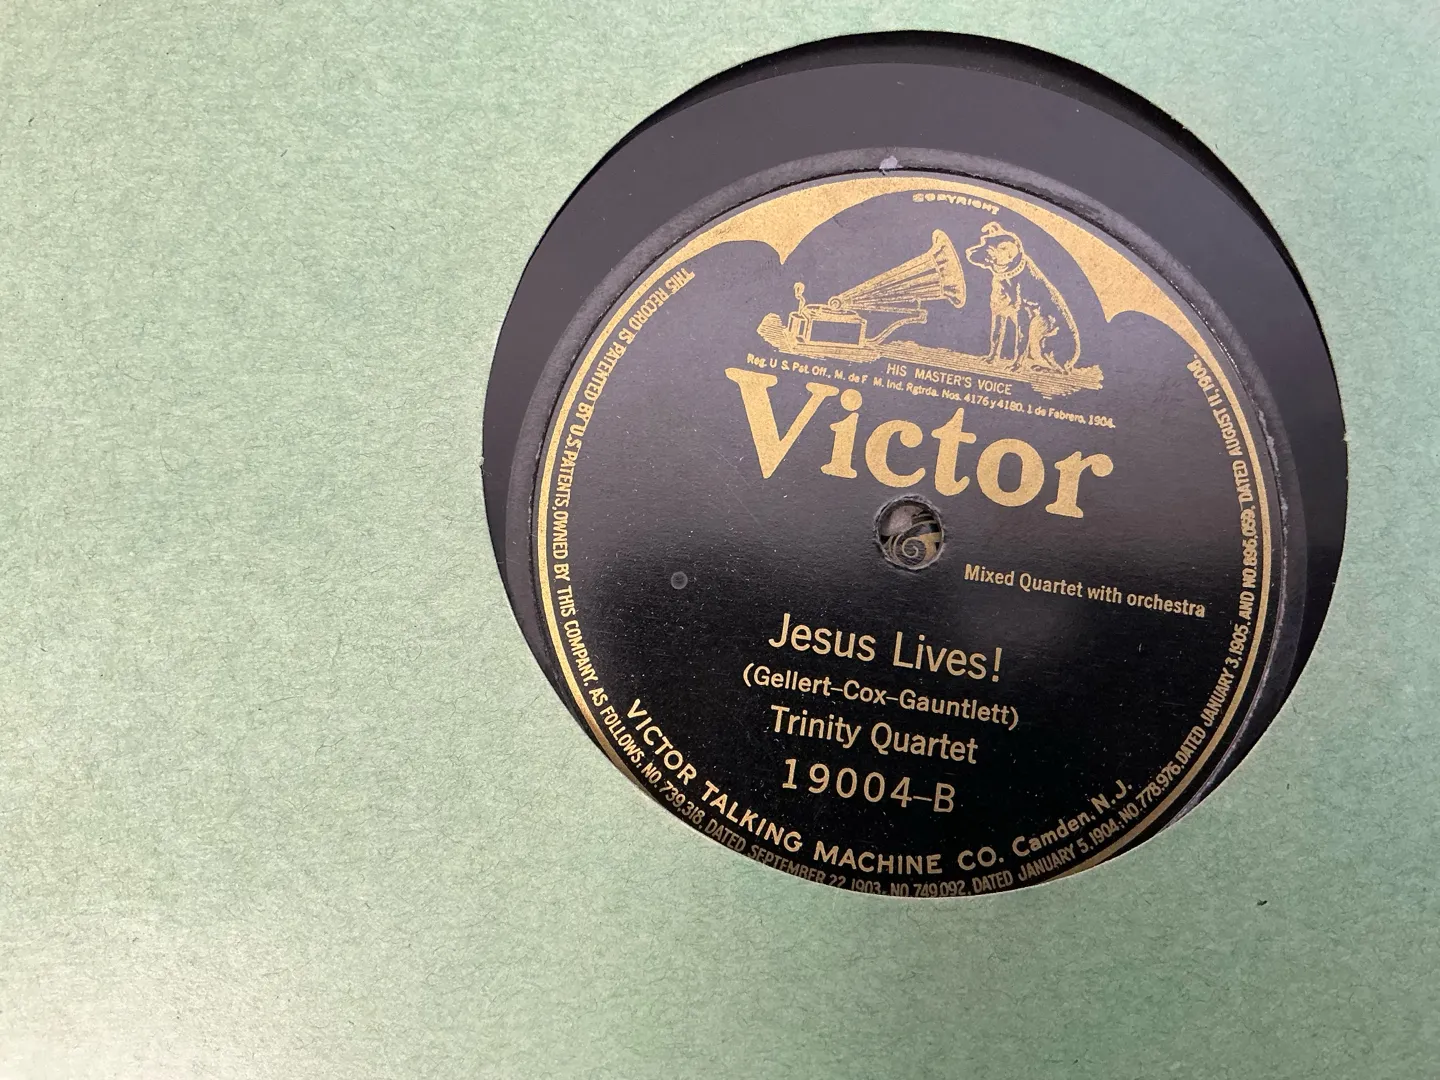 COPYRIGHT
HIS MASTER'S VOICE
Reg. U. S. Pat. Off., M. de F. M. Ind. Rgtrda. Nos. 4176 y 4180. 1 de Febrero, 1904.
Victor
Mixed Quartet with orchestra
Jesus Lives!
(Gellert–Cox–Gauntlett)
Trinity Quartet
19004–B
VICTOR TALKING MACHINE CO. Camden, N.J.
THIS RECORD IS PATENTED BY U.S. PATENTS, OWNED BY THIS COMPANY, AS FOLLOWS: NO. 739,318, DATED SEPTEMBER 22, 1903, NO. 749,092, DATED JANUARY 5, 1904; NO. 778,976, DATED JANUARY 3, 1905, AND NO. 896,059, DATED AUGUST 11, 1908.